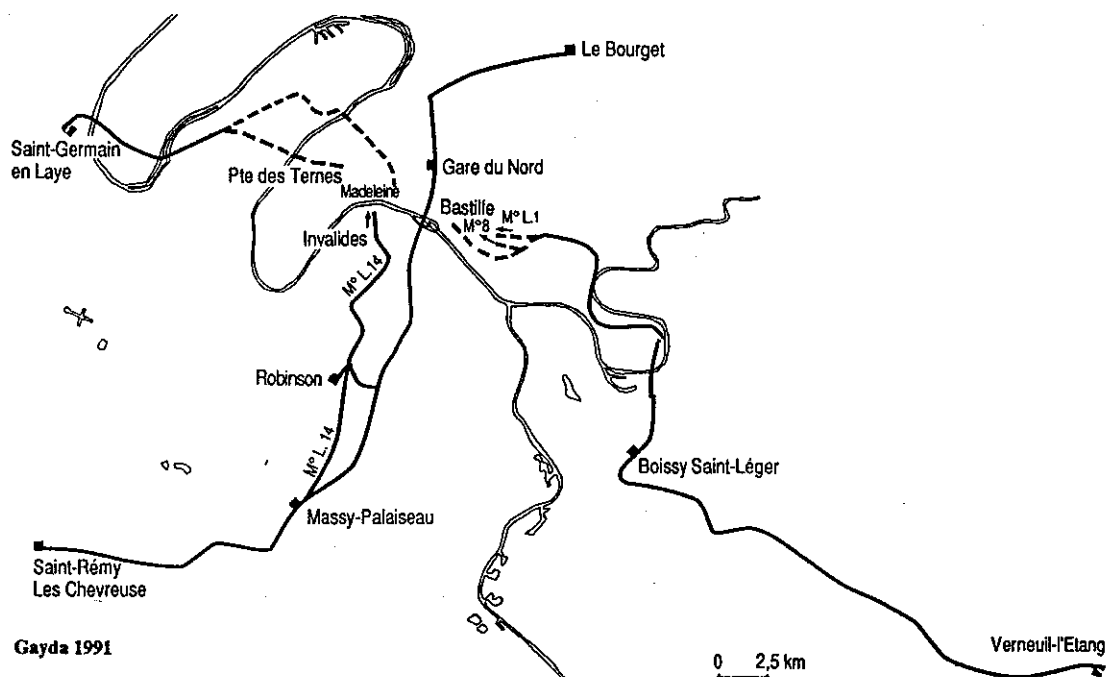 Le Bourget
Saint-Germain
en Laye
Pte des Ternes
Gare du Nord
Madeleine
Bastille
M° L.1
M°8
Invalides
M° L. 14
Robinson
M° L. 14
Boissy Saint-Léger
Massy-Palaiseau
Saint-Rémy
Les Chevreuse
Gayda 1991
Verneuil-l'Etang
0 2,5 km